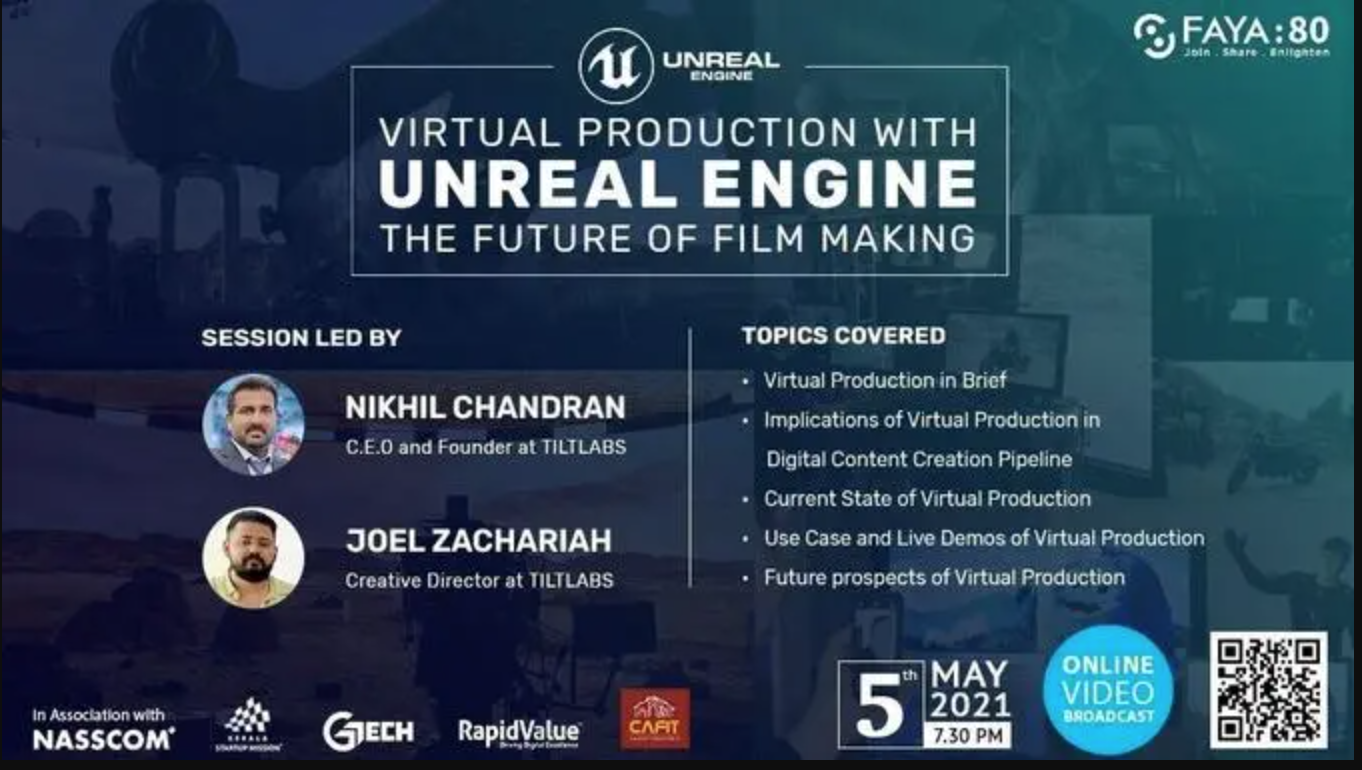 FAYA:80
Join . Share . Enlighten
UNREAL
ENGINE
VIRTUAL PRODUCTION WITH
UNREAL ENGINE
THE FUTURE OF FILM MAKING
SESSION LED BY
NIKHIL CHANDRAN
C.E.O and Founder at TILTLABS
JOEL ZACHARIAH
Creative Director at TILTLABS
TOPICS COVERED
• Virtual Production in Brief
• Implications of Virtual Production in
Digital Content Creation Pipeline
• Current State of Virtual Production
• Use Case and Live Demos of Virtual Production
• Future prospects of Virtual Production
In Association with
NASSCOM
KERALA
STARTUP MISSION
GTECH
RapidValue
Driving Digital Excellence
CAFIT
5th
MAY
2021
7.30 PM
ONLINE
VIDEO
BROADCAST